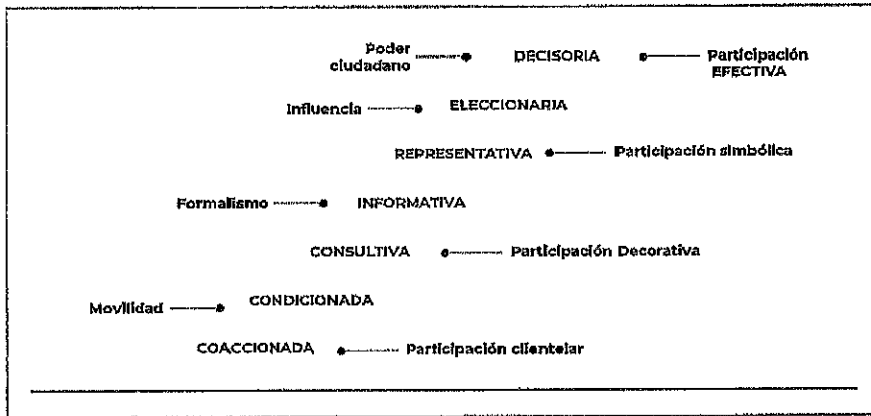 Poder
ciudadano
DECISORIA
Participación
EFECTIVA
Influencia
ELECCIONARIA
REPRESENTATIVA
Participación simbólica
Formalismo
INFORMATIVA
CONSULTIVA
Participación Decorativa
Movilidad
CONDICIONADA
COACCIONADA
Participación clientelar